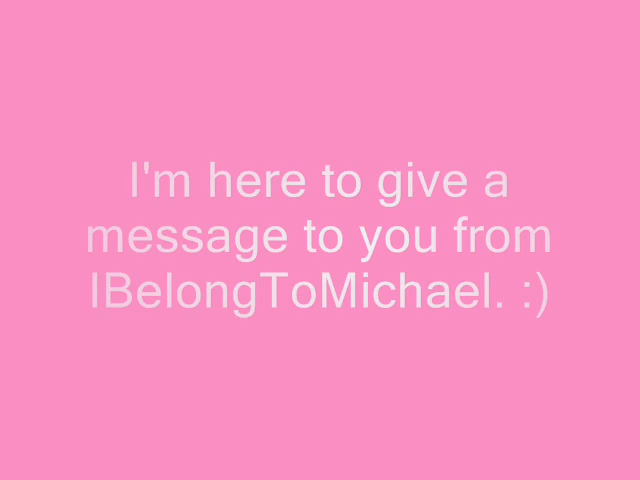 I'm here to give a
message to you from
IBelongToMichael. :)